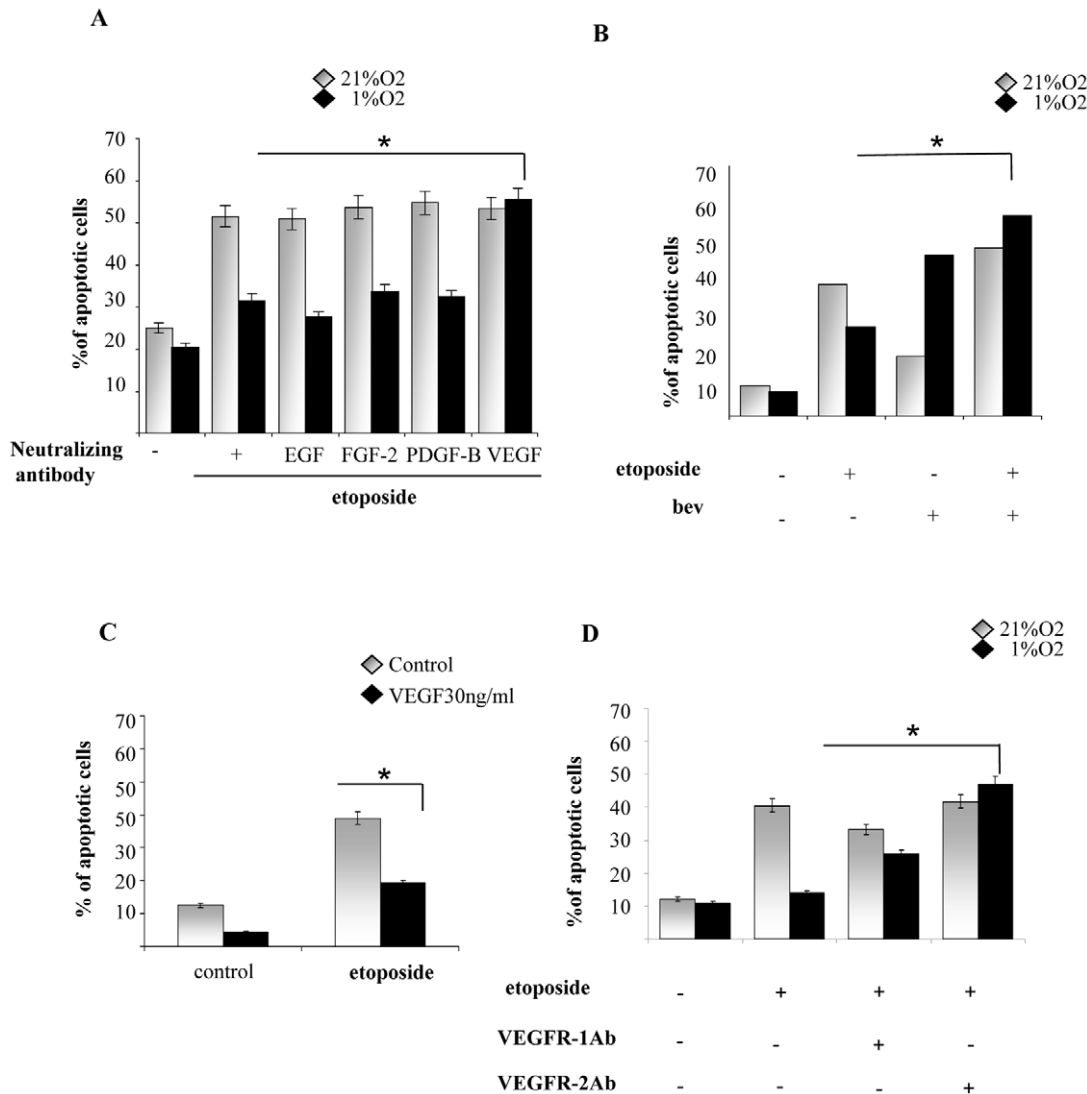 A
21%O2
1%O2
*
70
60
50
40
30
20
10
%of apoptotic cells
Neutralizing
antibody
- + EGF FGF-2 PDGF-B VEGF
etoposide
B
21%O2
1%O2
*
70
60
50
40
30
20
10
%of apoptotic cells
etoposide - + - +
bev - - + +
C
Control
VEGF30ng/ml
*
70
60
50
50
30
20
10
% of apoptotic cells
control etoposide
D
21%O2
1%O2
*
70
60
50
40
30
20
10
%of apoptotic cells
etoposide - + + +
VEGFR-1Ab - - + -
VEGFR-2Ab - - - +